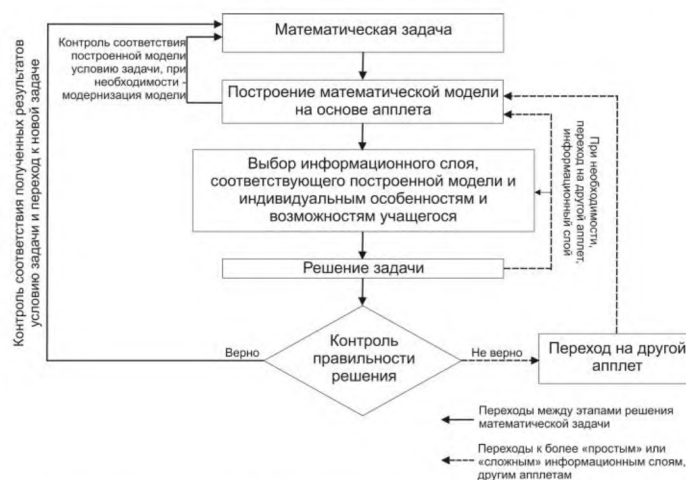 Математическая задача
Контроль соответствия
построенной модели
условию задачи, при
необходимости -
модернизация модели
Контроль соответствия полученных результатов
условию задачи и переход к новой задаче
Построение математической модели
на основе апплета
Выбор информационного слоя,
соответствующего построенной модели и
индивидуальным особенностям и
возможностям учащегося
При необходимости,
переход на другой апплет,
информационный слой
Решение задачи
Контроль
правильности
решения
Верно
Не верно
Переход на другой
апплет
Переходы между этапами решения
математической задачи
Переходы к более «простым» или
«сложным» информационным слоям,
другим апплетам